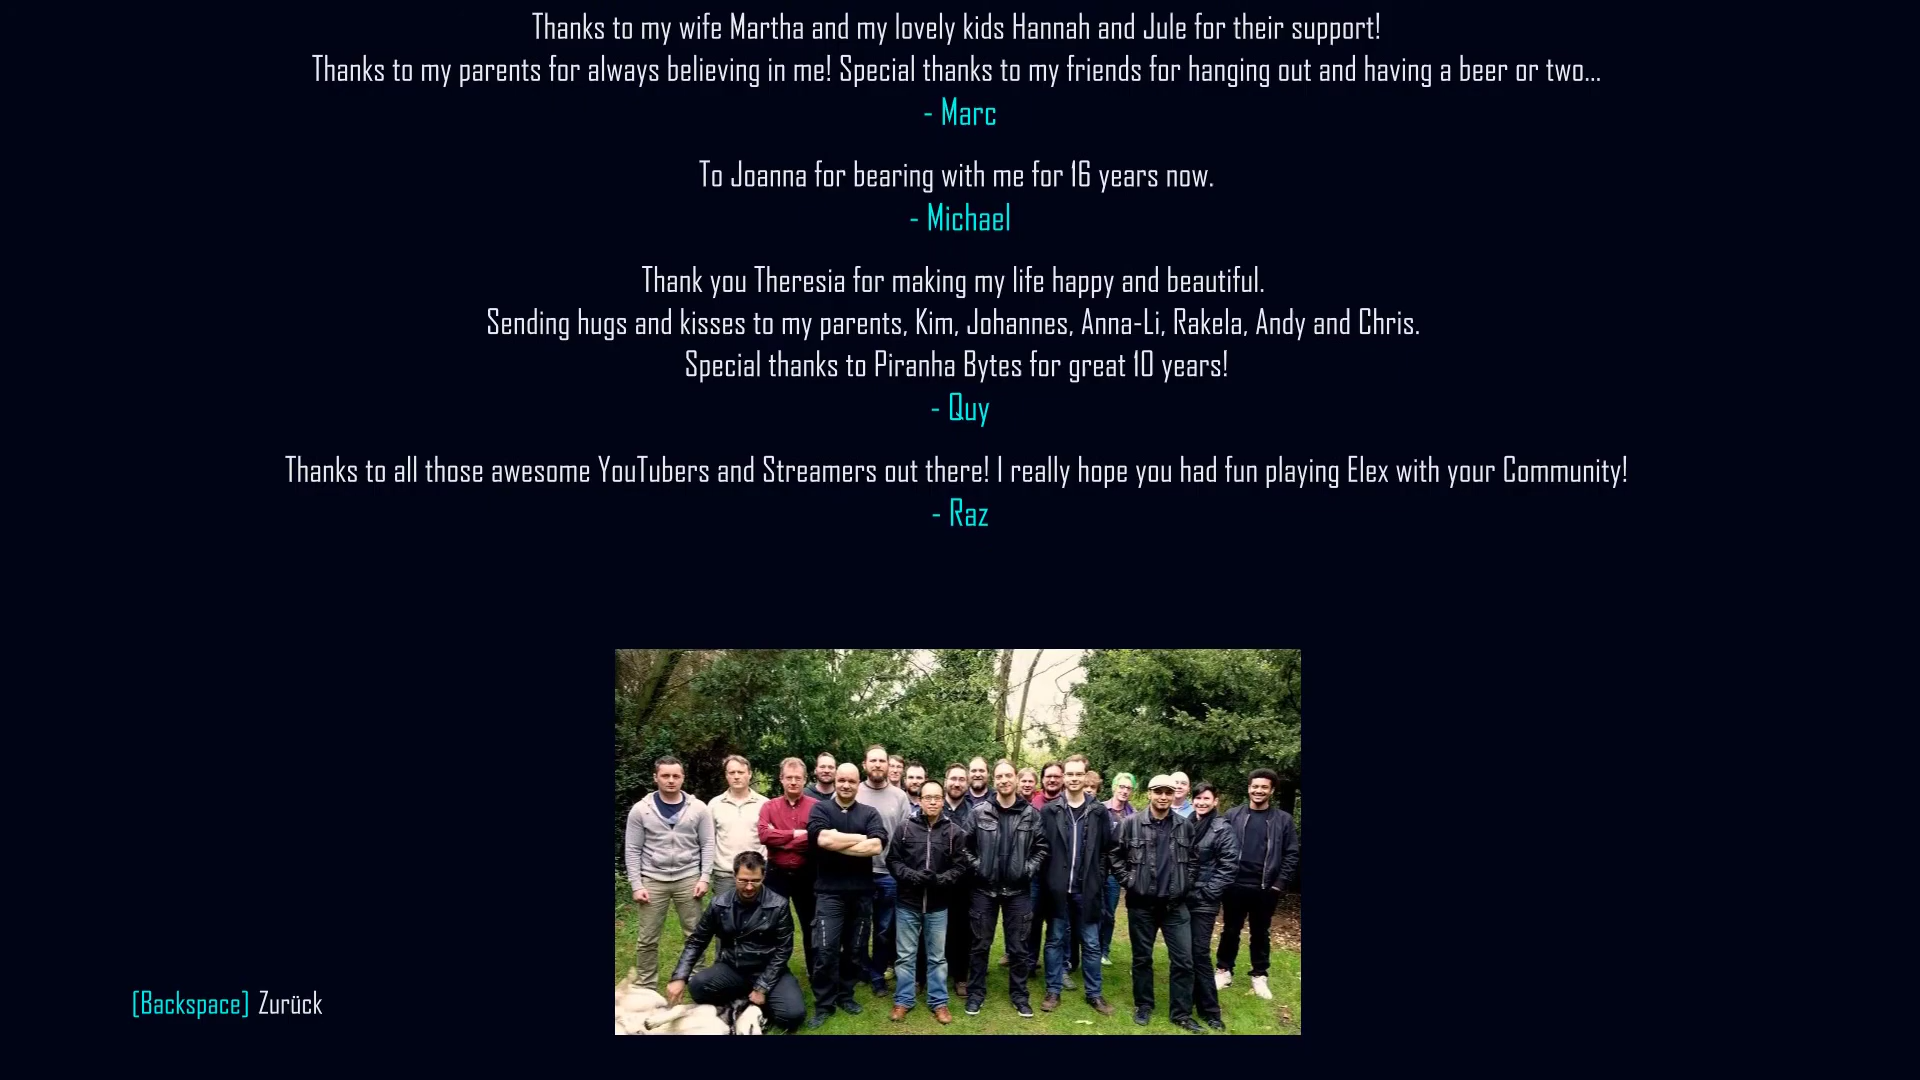 Thanks to my wife Martha and my lovely kids Hannah and Jule for their support!
Thanks to my parents for always believing in me! Special thanks to my friends for hanging out and having a beer or two...
- Marc
To Joanna for bearing with me for 16 years now.
- Michael
Thank you Theresia for making my life happy and beautiful.
Sending hugs and kisses to my parents, Kim, Johannes, Anna-Li, Rakela, Andy and Chris.
Special thanks to Piranha Bytes for great 10 years!
- Quy
Thanks to all those awesome YouTubers and Streamers out there! I really hope you had fun playing Elex with your Community!
- Raz
[Backspace] Zurück